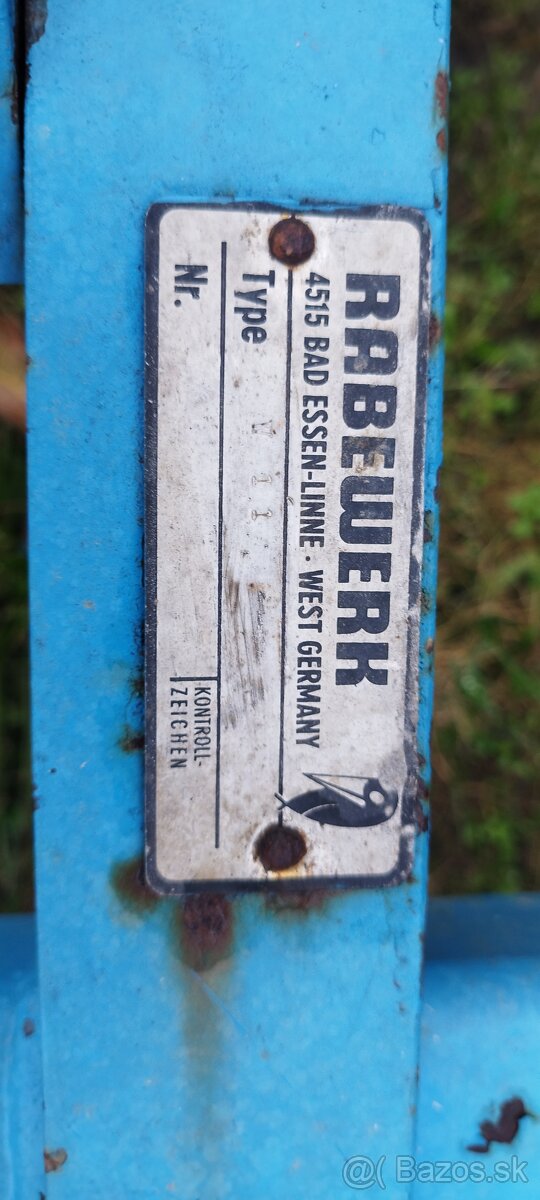 RABEWERK
4515 BAD ESSEN-LINNE · WEST GERMANY
Type
Nr.
KONTROLL-
ZEICHEN
@( Bazos.sk